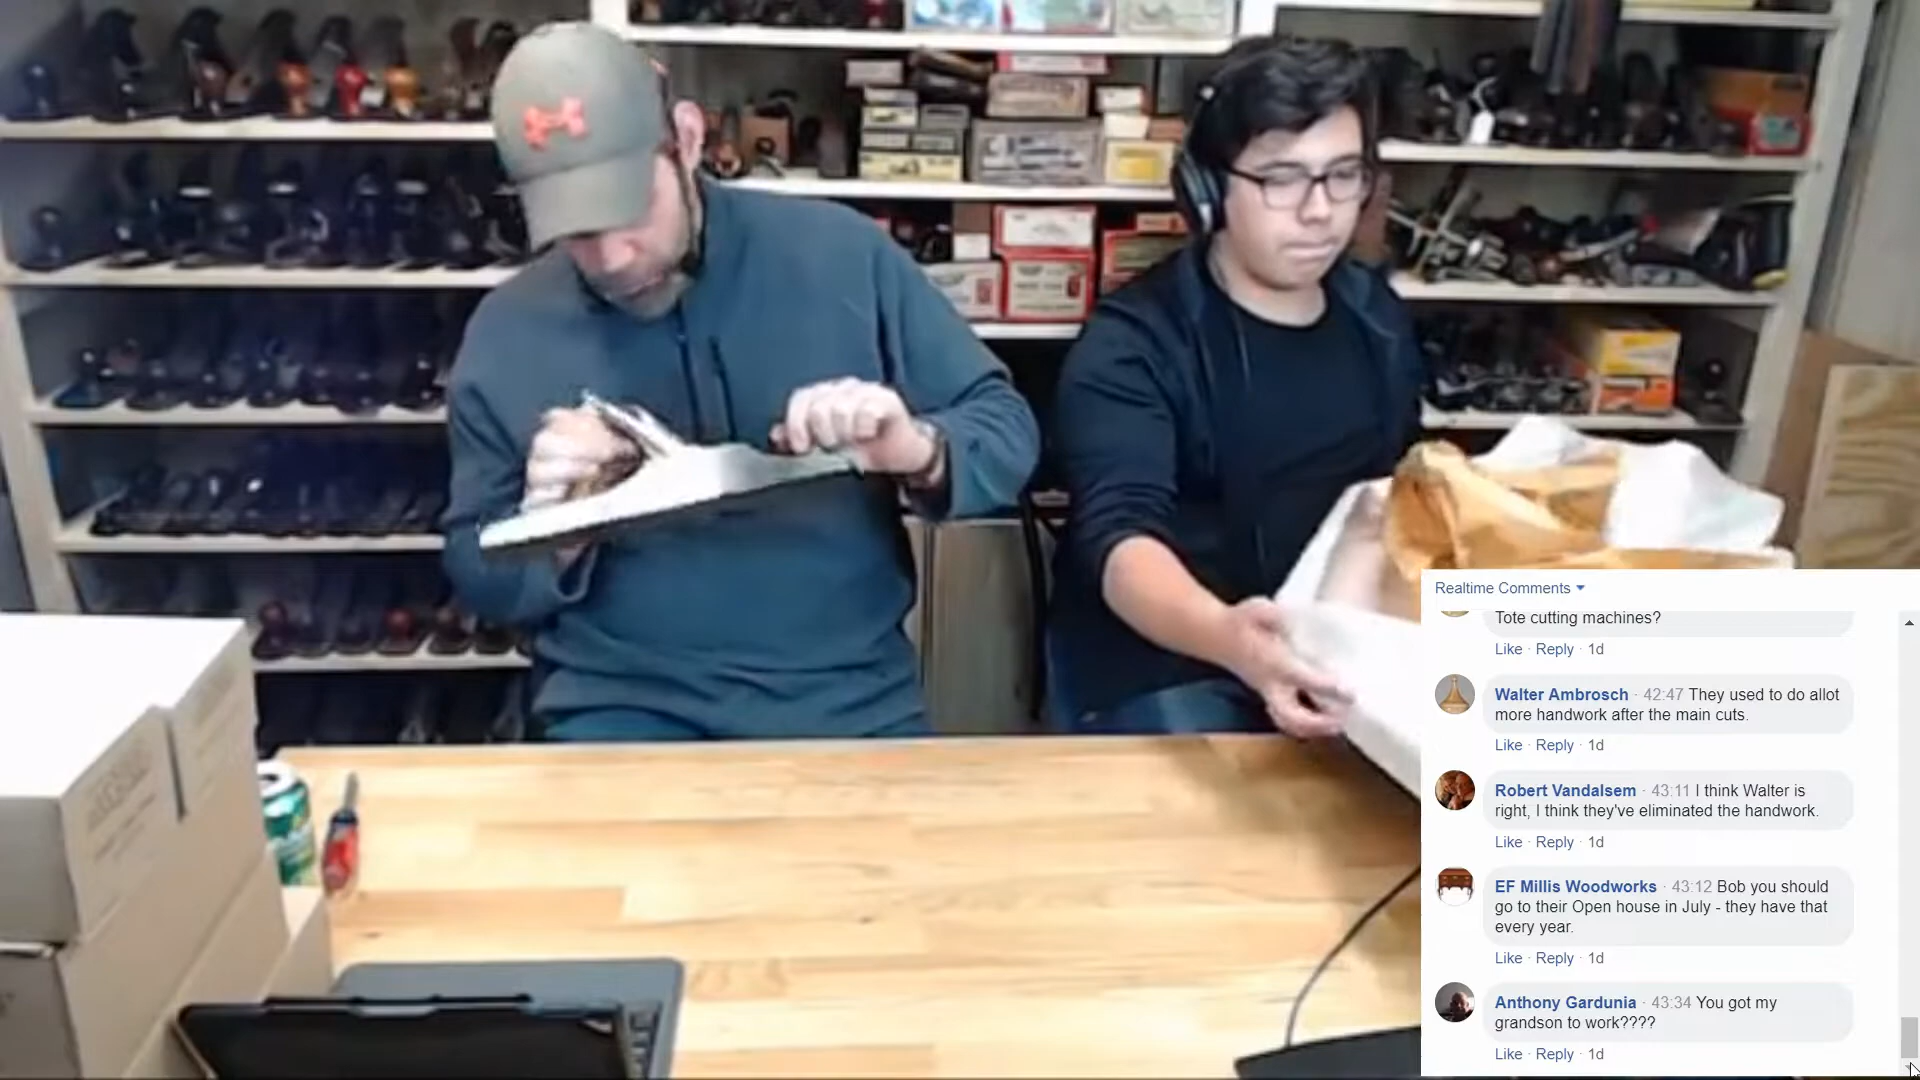 Realtime Comments
Tote cutting machines?
Like · Reply · 1d
Walter Ambrosch · 42:47 They used to do allot
more handwork after the main cuts.
Like · Reply · 1d
Robert Vandalsem · 43:11 I think Walter is
right, I think they've eliminated the handwork.
Like · Reply · 1d
EF Millis Woodworks · 43:12 Bob you should
go to their Open house in July - they have that
every year.
Like · Reply · 1d
Anthony Gardunia · 43:34 You got my
grandson to work????
Like · Reply · 1d